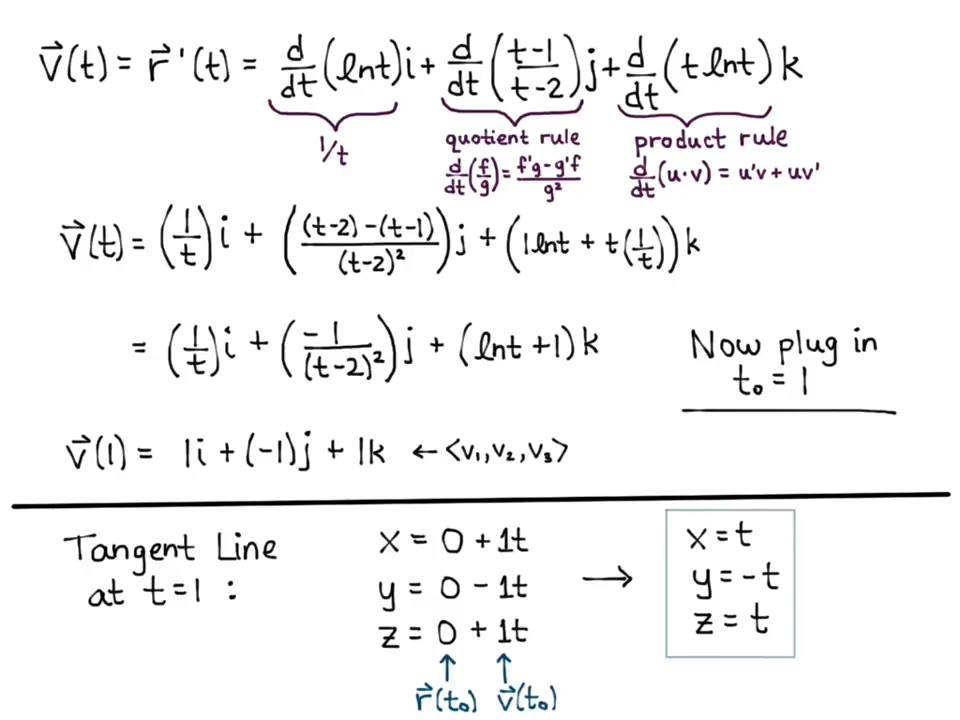 v⃗(t) = r⃗'(t) = d/dt (lnt)i + d/dt ((t-1)/(t-2))j + d/dt (t lnt)k
1/t
quotient rule
d/dt (f/g) = (f'g-g'f)/g²
product rule
d/dt (u·v) = u'v + uv'
v⃗(t) = (1/t)i + (((t-2)-(t-1))/(t-2)²)j + (1lnt + t(1/t))k
= (1/t)i + (-1/(t-2)²)j + (lnt +1)k
Now plug in
t₀ = 1
v⃗(1) = 1i + (-1)j + 1k ← <v₁,v₂,v₃>
Tangent Line
at t=1 :
x = 0 + 1t
y = 0 - 1t
z = 0 + 1t
→
x = t
y = -t
z = t
↑ ↑
r⃗(t₀) v⃗(t₀)